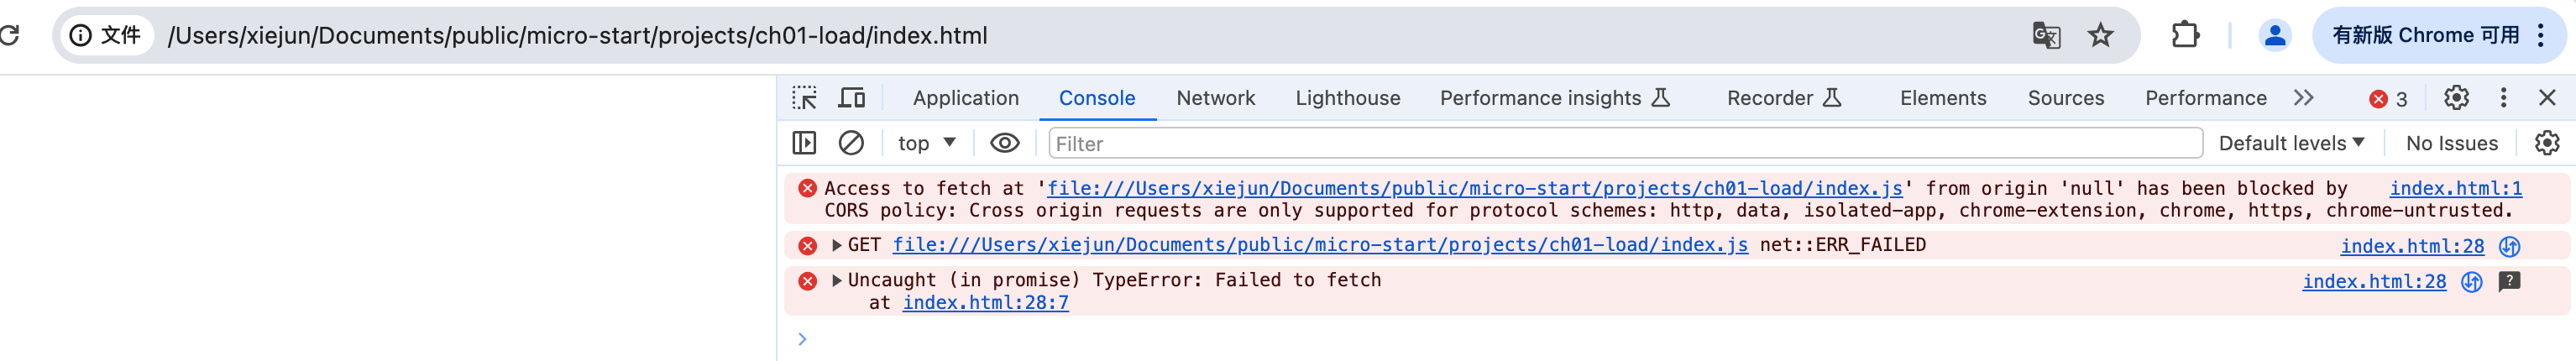 文件 /Users/xiejun/Documents/public/micro-start/projects/ch01-load/index.html 有新版 Chrome 可用
Application Console Network Lighthouse Performance insights Recorder Elements Sources Performance 3
top Filter Default levels No Issues
Access to fetch at 'file:///Users/xiejun/Documents/public/micro-start/projects/ch01-load/index.js' from origin 'null' has been blocked by index.html:1
CORS policy: Cross origin requests are only supported for protocol schemes: http, data, isolated-app, chrome-extension, chrome, https, chrome-untrusted.
GET file:///Users/xiejun/Documents/public/micro-start/projects/ch01-load/index.js net::ERR_FAILED index.html:28
Uncaught (in promise) TypeError: Failed to fetch index.html:28
at index.html:28:7